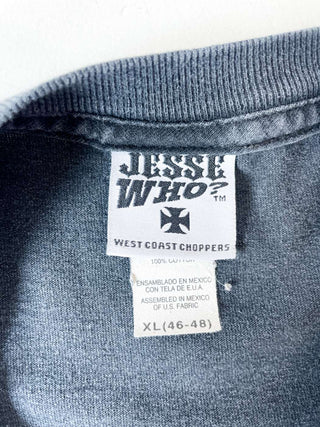 JESSE
WHO?™
WEST COAST CHOPPERS
100% COTTON
ENSAMBLADO EN MEXICO
CON TELA DE E.U.A.
ASSEMBLED IN MEXICO
OF U.S. FABRIC
XL (46-48)